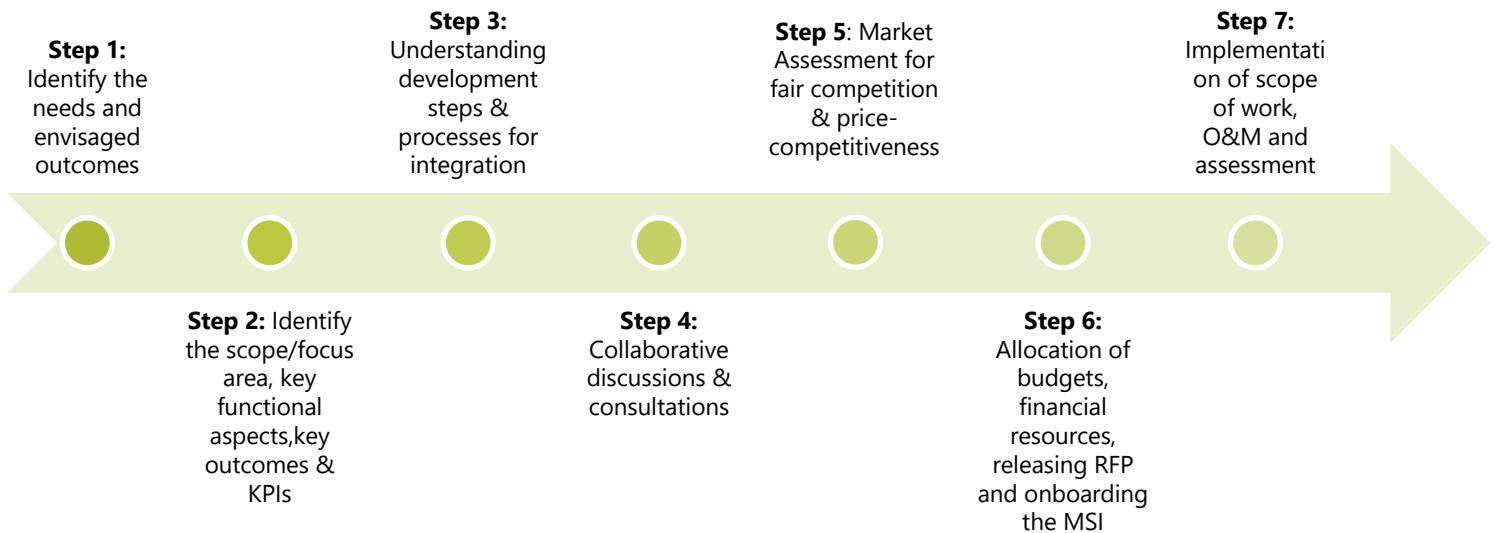 Step 1:
Identify the
needs and
envisaged
outcomes
Step 2: Identify
the scope/focus
area, key
functional
aspects,key
outcomes &
KPIs
Step 3:
Understanding
development
steps &
processes for
integration
Step 4:
Collaborative
discussions &
consultations
Step 5: Market
Assessment for
fair competition
& price-
competitiveness
Step 6:
Allocation of
budgets,
financial
resources,
releasing RFP
and onboarding
the MSI
Step 7:
Implementati
on of scope
of work,
O&M and
assessment